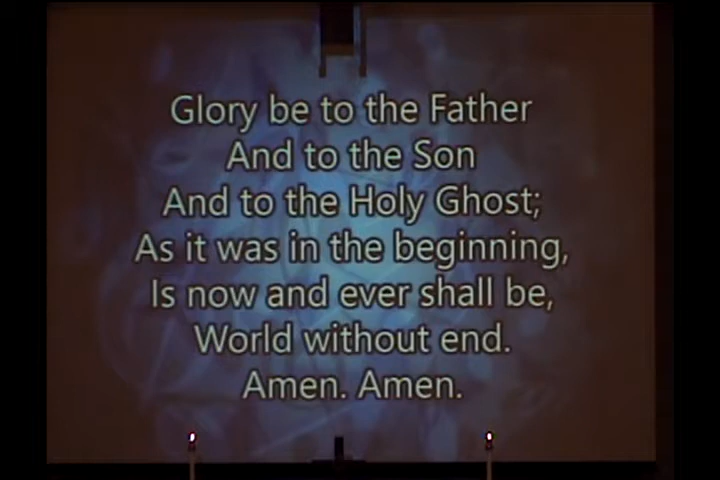 Glory be to the Father
And to the Son
And to the Holy Ghost;
As it was in the beginning,
Is now and ever shall be,
World without end.
Amen. Amen.